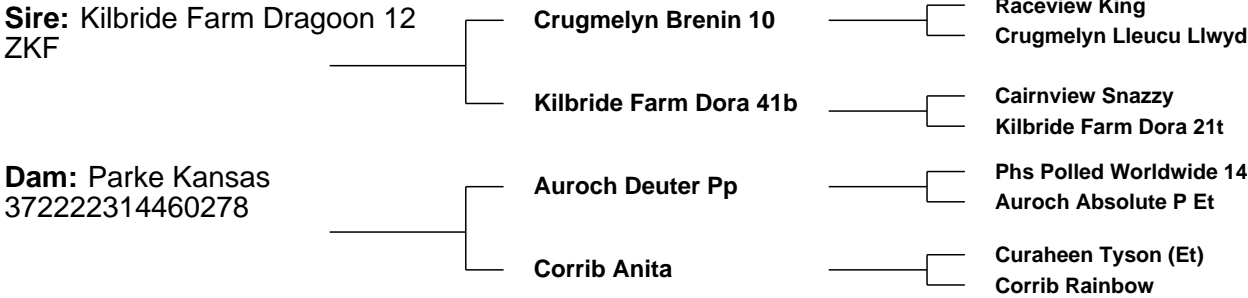 Sire: Kilbride Farm Dragoon 12
ZKF
Crugmelyn Brenin 10
Raceview King
Crugmelyn Lleucu Llwyd
Kilbride Farm Dora 41b
Cairnview Snazzy
Kilbride Farm Dora 21t
Dam: Parke Kansas
372222314460278
Auroch Deuter Pp
Phs Polled Worldwide 14
Auroch Absolute P Et
Corrib Anita
Curaheen Tyson (Et)
Corrib Rainbow